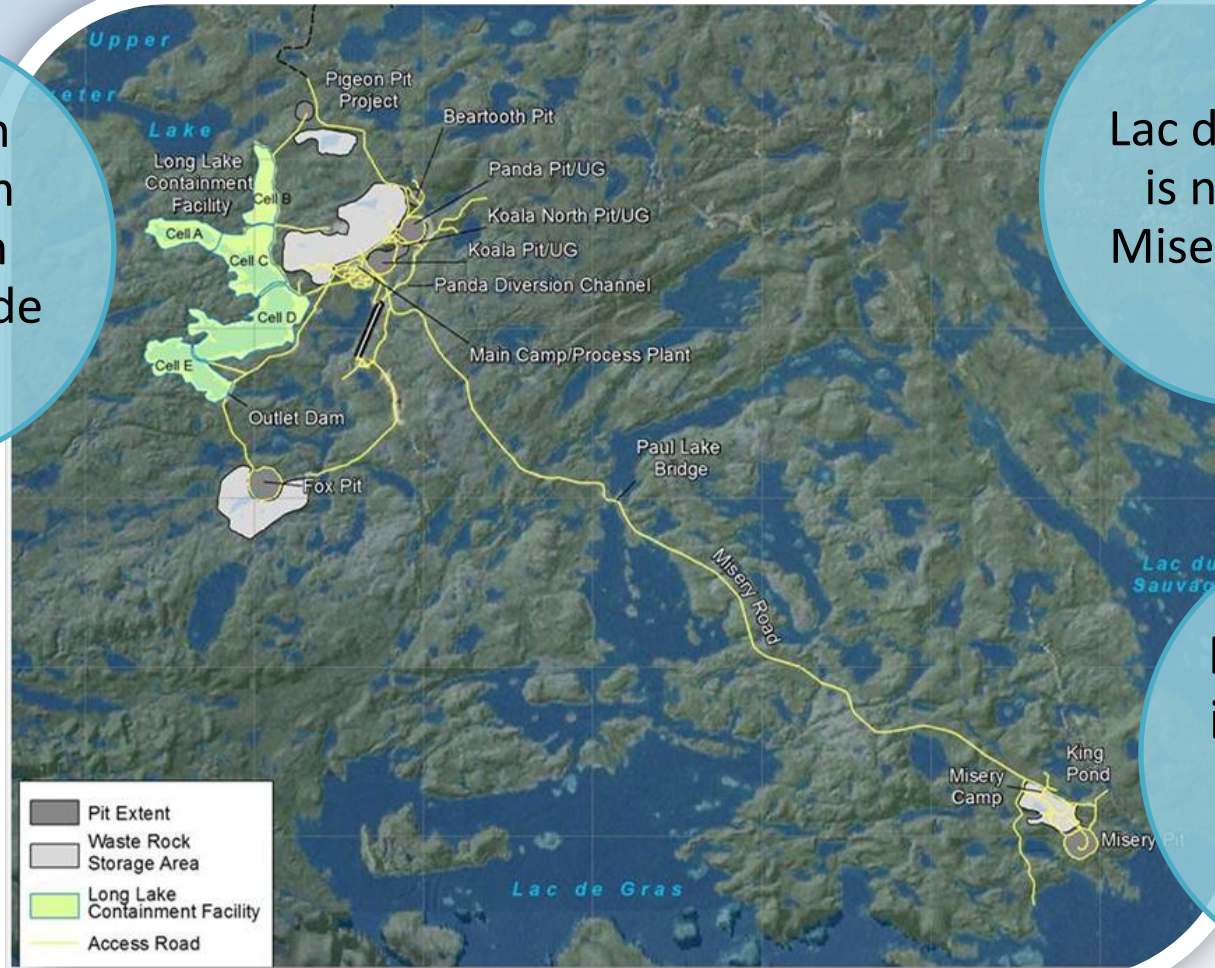 Upper
Lake
Pigeon Pit
Project
Beartooth Pit
Long Lake
Containment
Facility
Panda Pit/UG
Cell B
Koala North Pit/UG
Cell A
Koala Pit/UG
Cell C
Panda Diversion Channel
Cell D
Main Camp/Process Plant
Cell E
Outlet Dam
Paul Lake
Bridge
Fox Pit
Misery Road
Lac du
King
Pond
Misery
Camp
Misery Pit
Lac de Gras
Pit Extent
Waste Rock
Storage Area
Long Lake
Containment Facility
Access Road
Lac
is